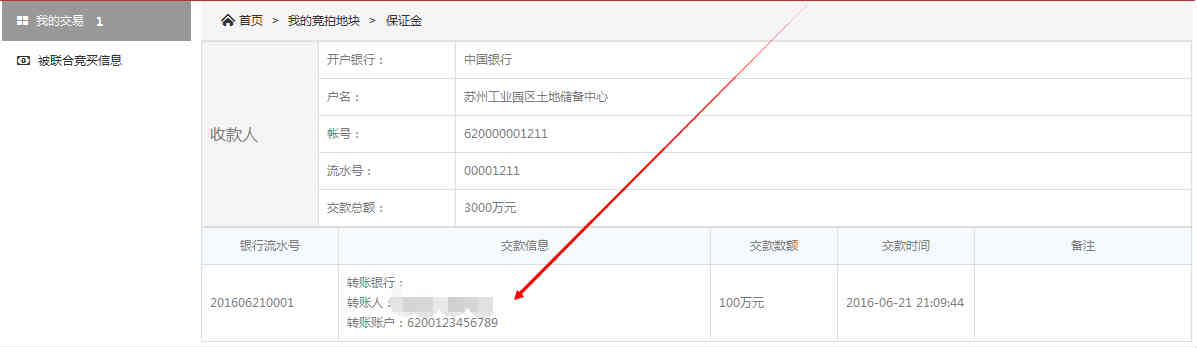 我的交易 1
首页 > 我的竞拍地块 > 保证金
被联合竞买信息
收款人
开户银行：
中国银行
户名：
苏州工业园区土地储备中心
帐号：
620000001211
流水号：
00001211
交款总额：
3000万元
银行流水号
交款信息
交款数额
交款时间
备注
201606210001
转账银行：
转账人：
转账账户：6200123456789
100万元
2016-06-21 21:09:44